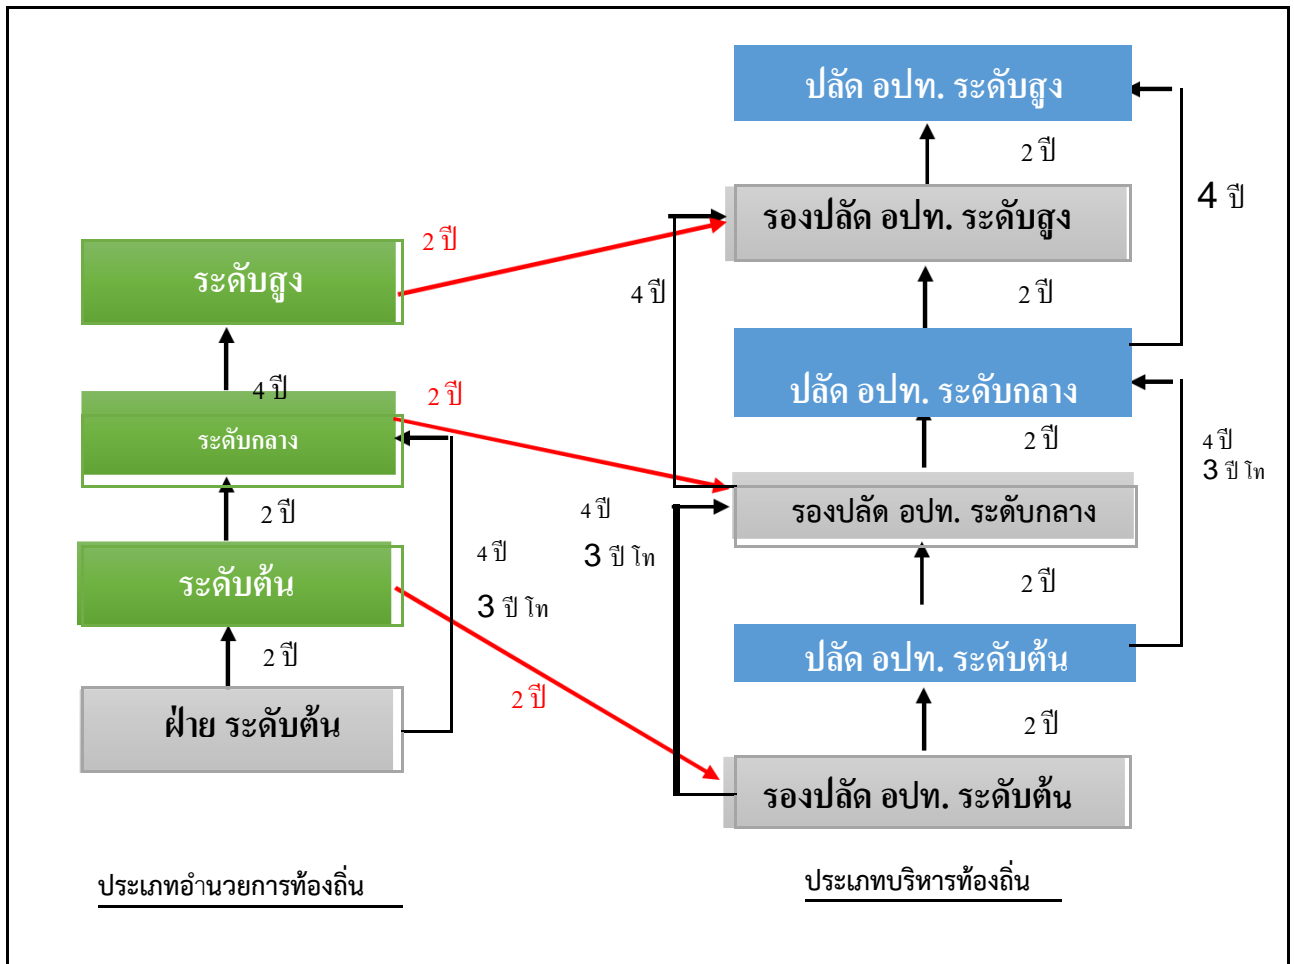 ปลัด อปท. ระดับสูง
2 ปี
4 ปี
รองปลัด อปท. ระดับสูง
2 ปี
ระดับสูง
4 ปี
2 ปี
4 ปี
2 ปี
ปลัด อปท. ระดับกลาง
ระดับกลาง
2 ปี
4 ปี
3 ปี โท
2 ปี
รองปลัด อปท. ระดับกลาง
4 ปี
3 ปี โท
4 ปี
3 ปี โท
ระดับต้น
2 ปี
2 ปี
ปลัด อปท. ระดับต้น
2 ปี
ฝ่าย ระดับต้น
2 ปี
รองปลัด อปท. ระดับต้น
ประเภทอำนวยการท้องถิ่น
ประเภทบริหารท้องถิ่น